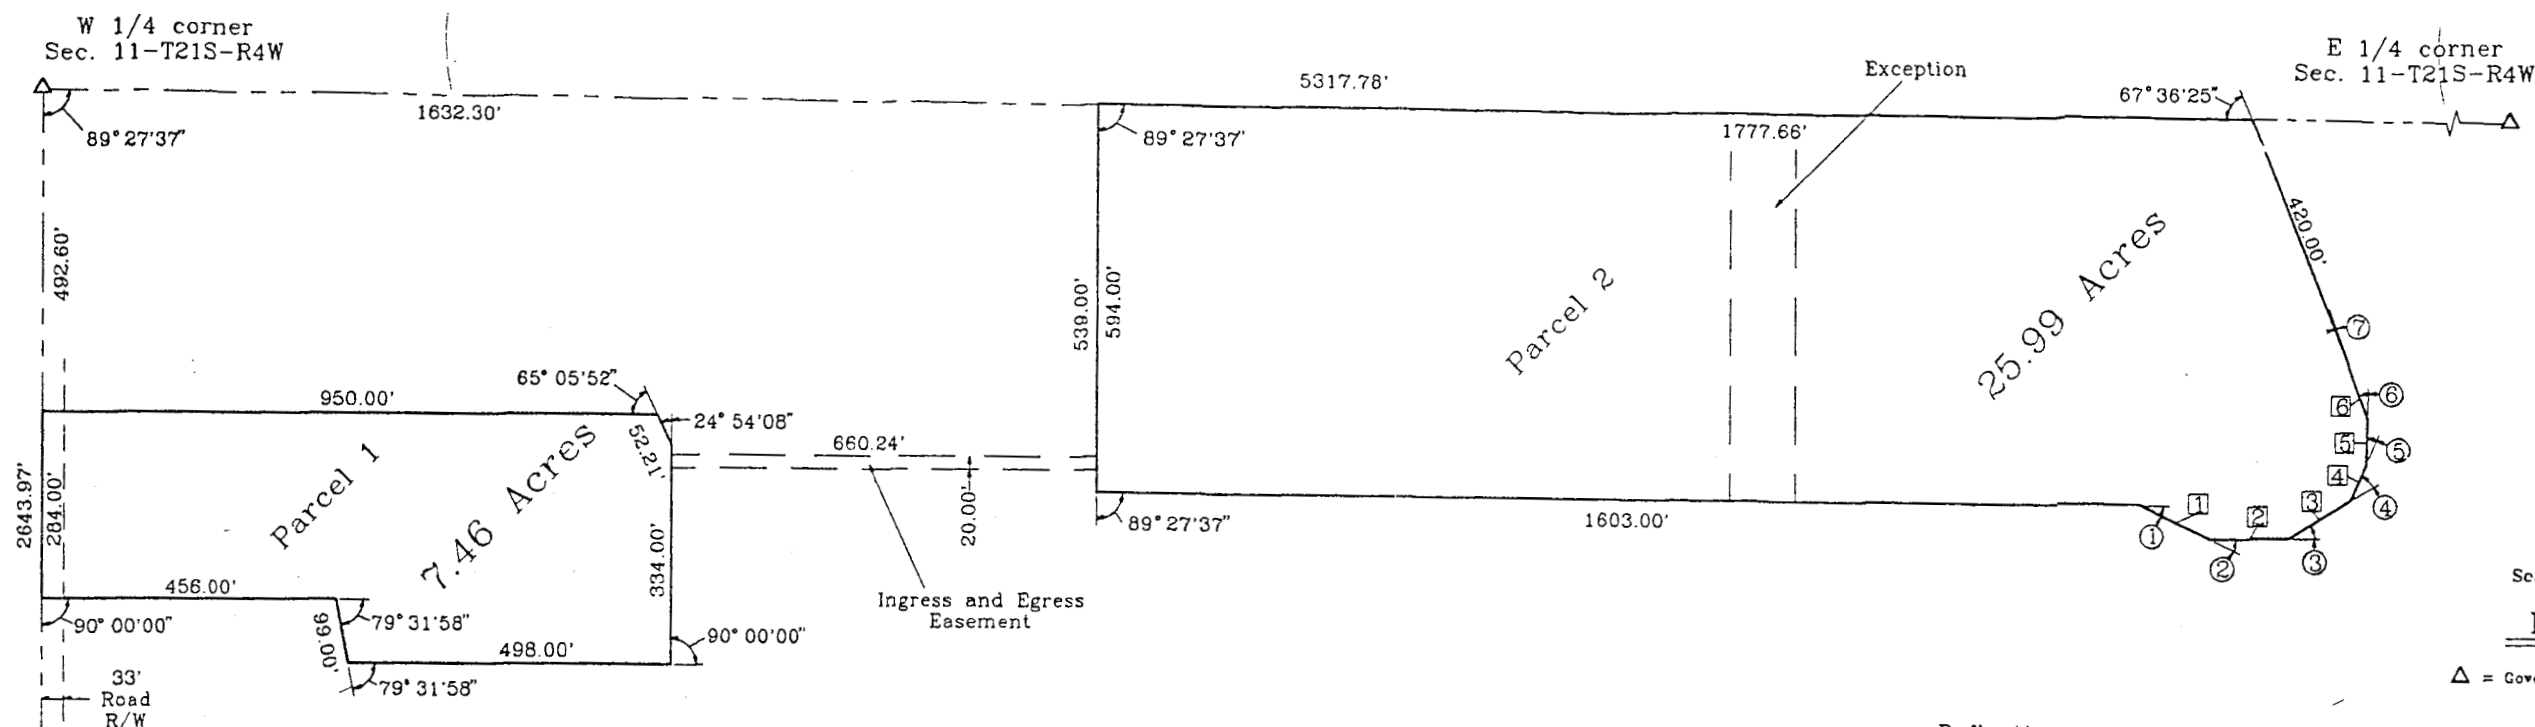 W 1/4 corner
Sec. 11-T21S-R4W
E 1/4 corner
Sec. 11-T21S-R4W
Exception
5317.78'
67° 36'25"
1632.30'
1777.66'
89° 27'37"
89° 27'37"
492.60'
420.00'
539.00'
594.00'
Parcel 2
25.99 Acres
7
6
6
5
5
4
4
3
3
2
2
1
1
65° 05'52"
950.00'
24° 54'08"
52.21'
660.24'
20.00'
89° 27'37"
1603.00'
2643.97'
284.00'
Parcel 1
7.46 Acres
334.00'
456.00'
Ingress and Egress
Easement
90° 00'00"
79° 31'58"
99.00'
498.00'
90° 00'00"
79° 31'58"
33'
Road
R/W
Sc
Δ = Gove